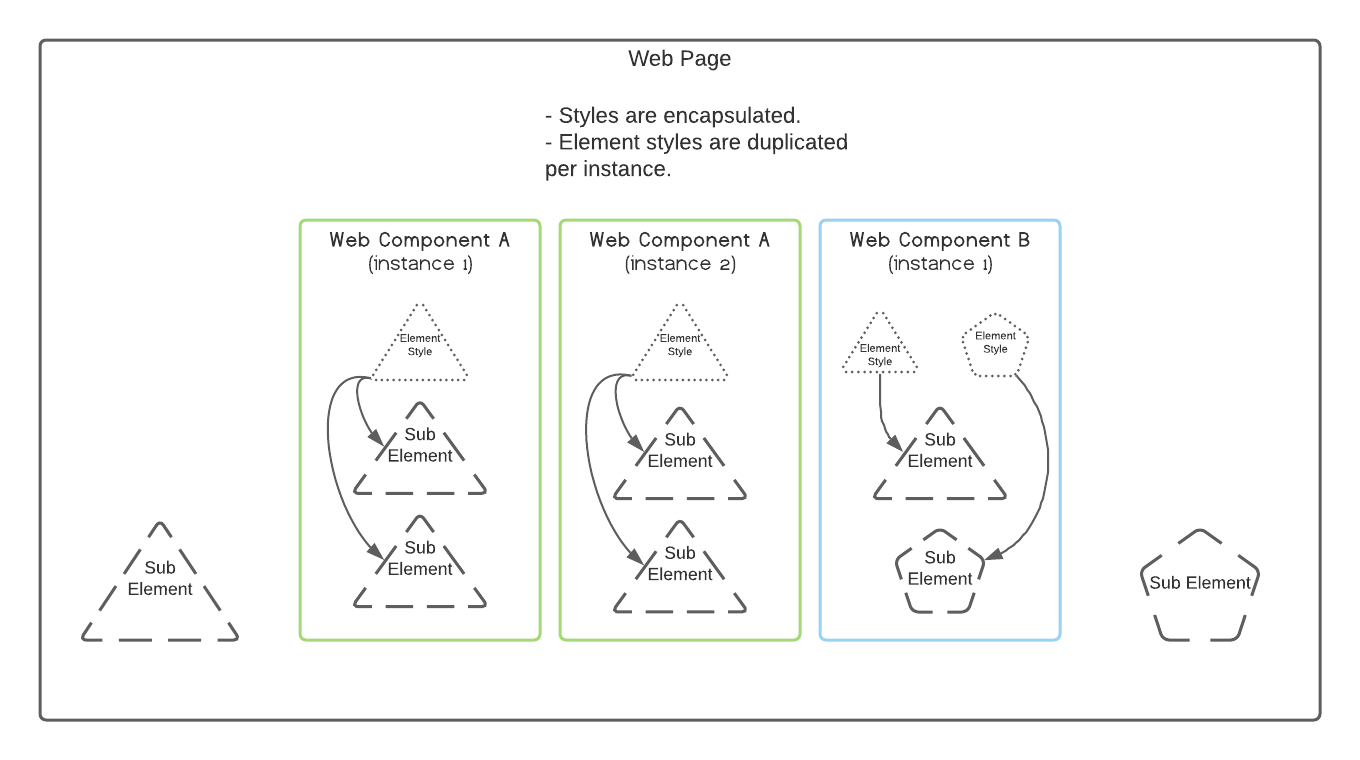 Web Page
- Styles are encapsulated.
- Element styles are duplicated
per instance.
Web Component A
(instance 1)
Element
Style
Sub
Element
Sub
Element
Web Component A
(instance 2)
Element
Style
Sub
Element
Sub
Element
Web Component B
(instance 1)
Element
Style
Element
Style
Sub
Element
Sub
Element
Sub
Element
Sub Element